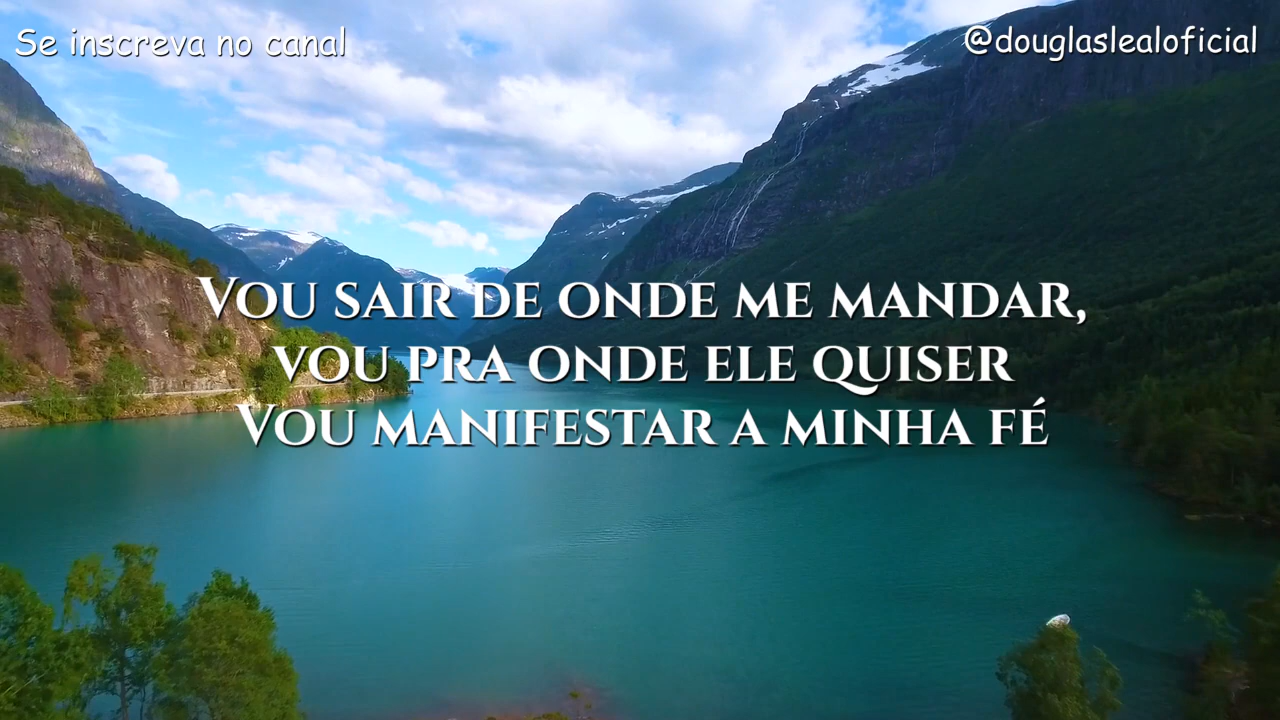 Se inscreva no canal
@douglaslealoficial
Vou sair de onde me mandar,
vou pra onde ele quiser
Vou manifestar a minha fé